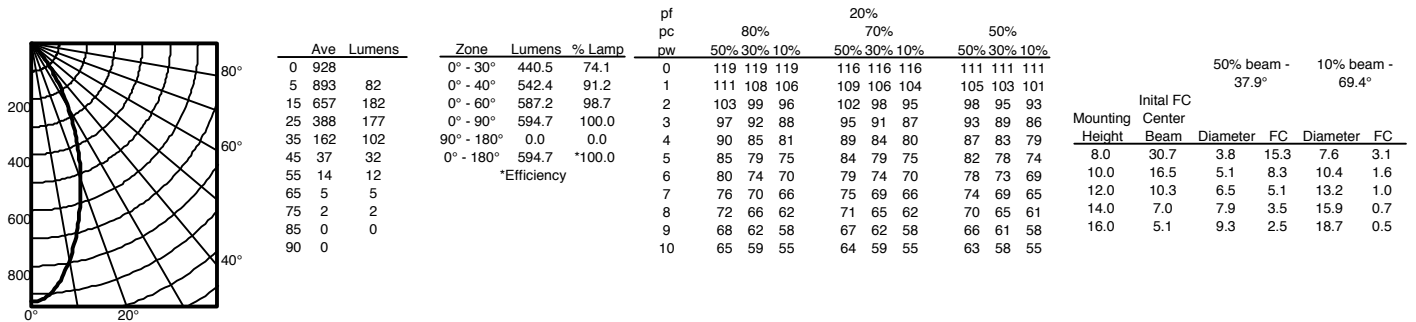 80°
200
60°
400
600
40°
800
0° 20°
Ave Lumens
0 928
5 893 82
15 657 182
25 388 177
35 162 102
45 37 32
55 14 12
65 5 5
75 2 2
85 0 0
90 0
Zone Lumens % Lamp
0° - 30° 440.5 74.1
0° - 40° 542.4 91.2
0° - 60° 587.2 98.7
0° - 90° 594.7 100.0
90° - 180° 0.0 0.0
0° - 180° 594.7 *100.0
*Efficiency
pf 20%
pc 80% 70% 50%
pw 50% 30% 10% 50% 30% 10% 50% 30% 10%
0 119 119 119 116 116 116 111 111 111
1 111 108 106 109 106 104 105 103 101
2 103 99 96 102 98 95 98 95 93
3 97 92 88 95 91 87 93 89 86
4 90 85 81 89 84 80 87 83 79
5 85 79 75 84 79 75 82 78 74
6 80 74 70 79 74 70 78 73 69
7 76 70 66 75 69 66 74 69 65
8 72 66 62 71 65 62 70 65 61
9 68 62 58 67 62 58 66 61 58
10 65 59 55 64 59 55 63 58 55
50% beam - 10% beam -
37.9° 69.4°
Inital FC
Mounting Center
Height Beam Diameter FC Diameter FC
8.0 30.7 3.8 15.3 7.6 3.1
10.0 16.5 5.1 8.3 10.4 1.6
12.0 10.3 6.5 5.1 13.2 1.0
14.0 7.0 7.9 3.5 15.9 0.7
16.0 5.1 9.3 2.5 18.7 0.5